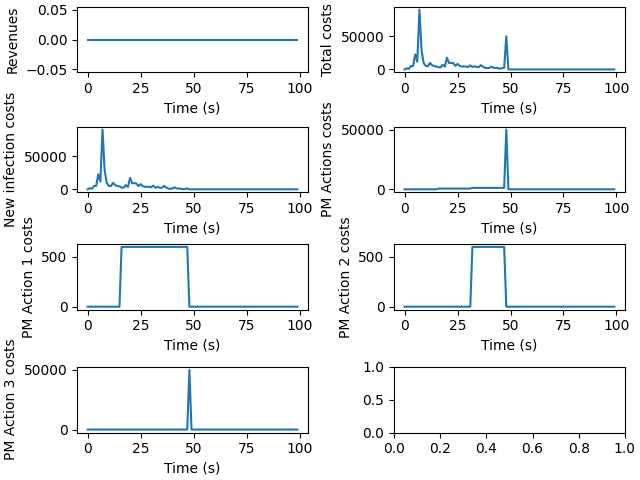 Revenues
0.05
0.00
−0.05
0 25 50 75 100
Time (s)
Total costs
50000
0
0 25 50 75 100
Time (s)
New infection costs
50000
0
0 25 50 75 100
Time (s)
PM Actions costs
50000
0
0 25 50 75 100
Time (s)
PM Action 1 costs
500
0
0 25 50 75 100
Time (s)
PM Action 2 costs
500
0
0 25 50 75 100
Time (s)
PM Action 3 costs
50000
0
0 25 50 75 100
Time (s)
1.0
0.5
0.0
0.0 0.2 0.4 0.6 0.8 1.0